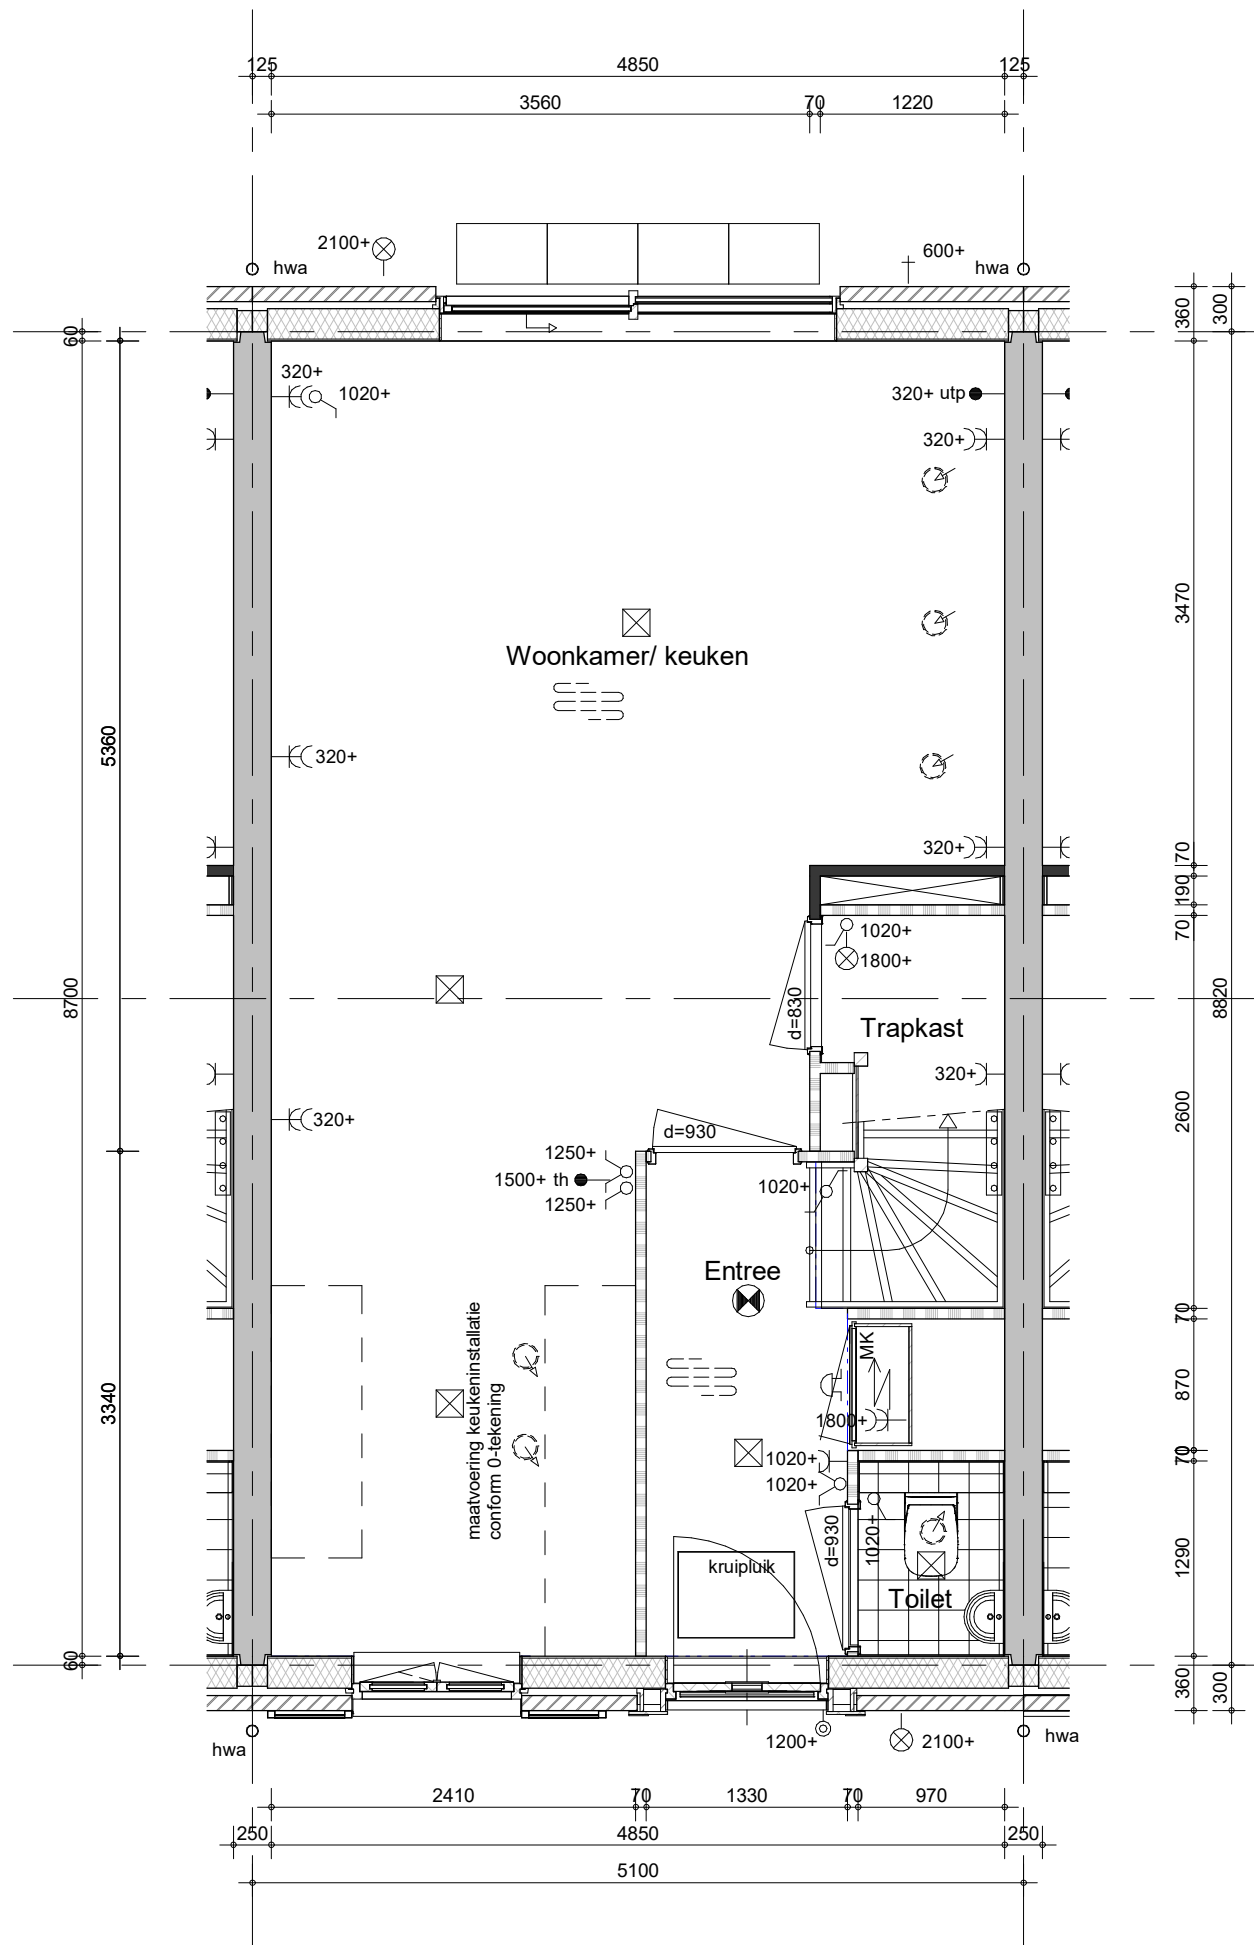 125 4850 125
3560 70 1220
2100+ 600+
hwa hwa
360 300
60
320+
1020+ 320+ utp
320+
3470
Woonkamer/ keuken
5360
320+
320+
70
190
70
1020+
1800+
8700 d=830 8820
Trapkast
320+
2600
320+
d=930
1250+
1500+ th
1250+
1020+
Entree
maatvoering keukeninstallatie
conform 0-tekening
70
MK
3340 870
1800+
70
1020+
1020+
d=930 1020+
1290
kruipluik
Toilet
60
360 300
hwa 1200+ 2100+ hwa
2410 70 1330 70 970
250 4850 250
5100